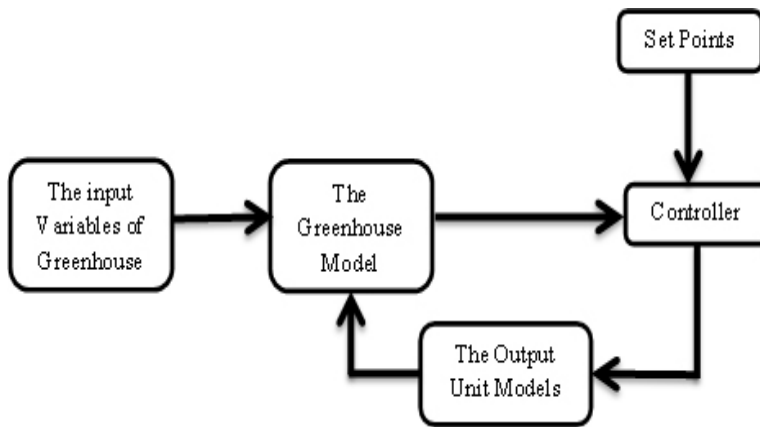 Set Points
The input
Variables of
Greenhouse
The
Greenhouse
Model
Controller
The Output
Unit Models